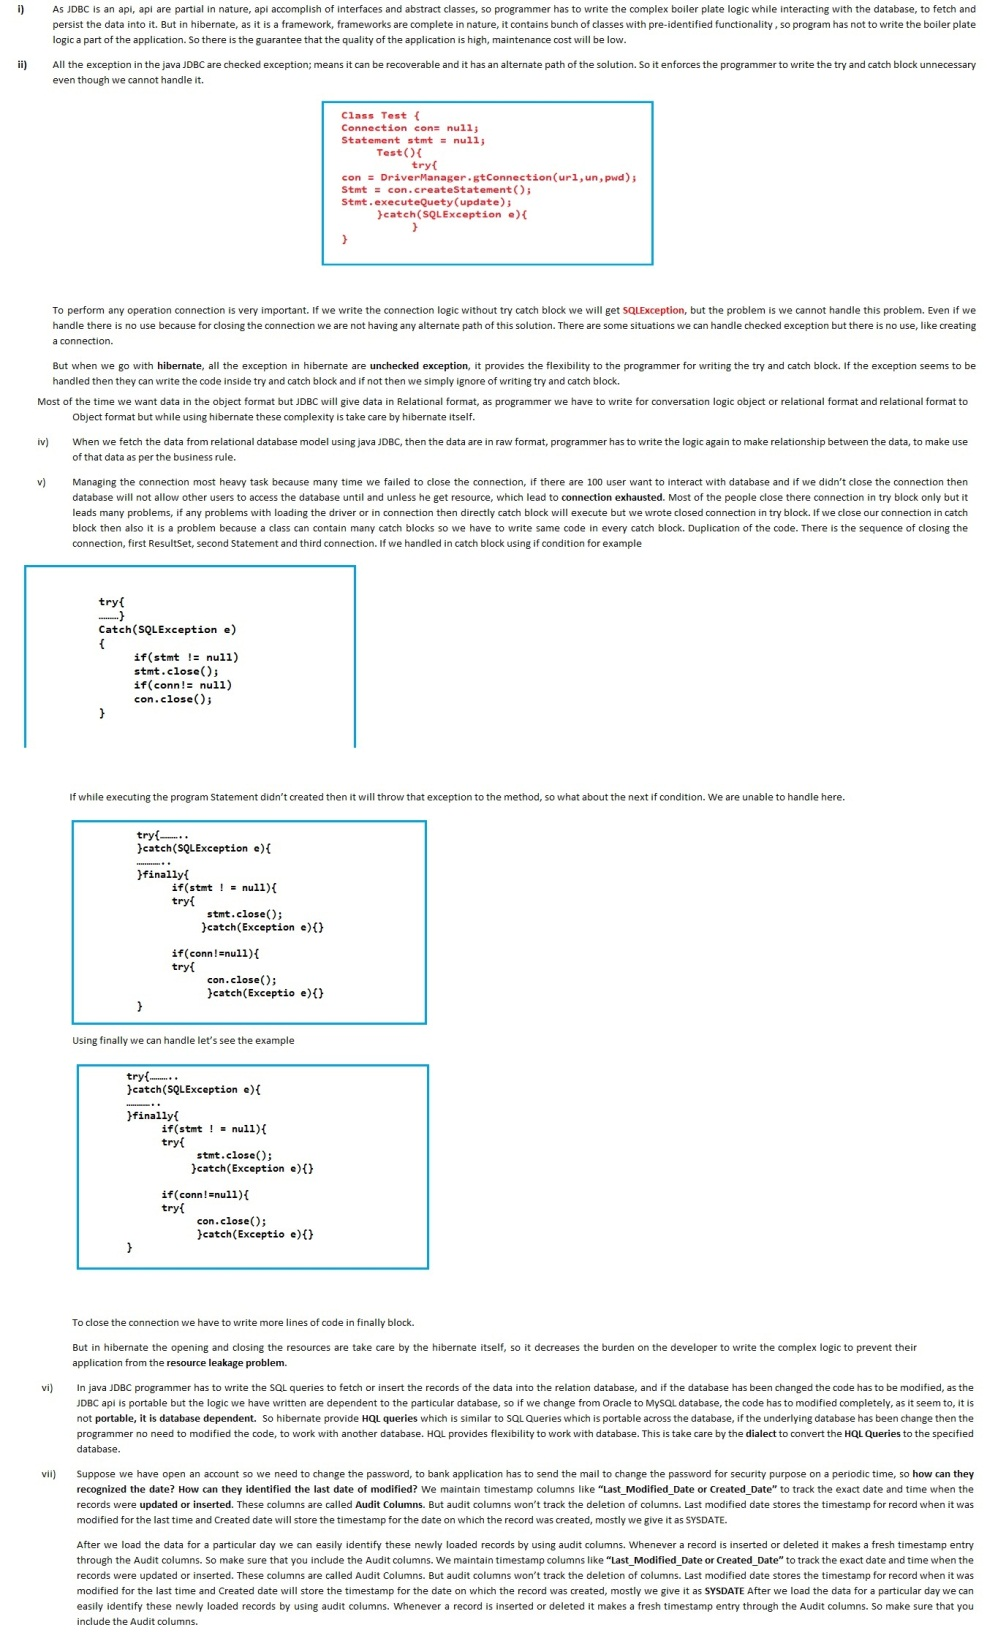 i) As JDBC is an api, api are partial in nature, api accomplish of interfaces and abstract classes, so programmer has to write the complex boiler plate logic while interacting with the database, to fetch and
persist the data into it. But in hibernate, as it is a framework, frameworks are complete in nature, it contains bunch of classes with pre-identified functionality , so program has not to write the boiler plate
logic a part of the application. So there is the guarantee that the quality of the application is high, maintenance cost will be low.
ii) All the exception in the java JDBC are checked exception; means it can be recoverable and it has an alternate path of the solution. So it enforces the programmer to write the try and catch block unnecessary
even though we cannot handle it.
Class Test {
Connection con= null;
Statement stmt = null;
Test(){
try{
con = DriverManager.gtConnection(url,un,pwd);
Stmt = con.createStatement();
Stmt.executeQuety(update);
}catch(SQLException e){
}
}
To perform any operation connection is very important. If we write the connection logic without try catch block we will get SQLException, but the problem is we cannot handle this problem. Even if we
handle there is no use because for closing the connection we are not having any alternate path of this solution. There are some situations we can handle checked exception but there is no use, like creating
a connection.
But when we go with hibernate, all the exception in hibernate are unchecked exception, it provides the flexibility to the programmer for writing the try and catch block. If the exception seems to be
handled then they can write the code inside try and catch block and if not then we simply ignore of writing try and catch block.
Most of the time we want data in the object format but JDBC will give data in Relational format, as programmer we have to write for conversation logic object or relational format and relational format to
Object format but while using hibernate these complexity is take care by hibernate itself.
iv) When we fetch the data from relational database model using java JDBC, then the data are in raw format, programmer has to write the logic again to make relationship between the data, to make use
of that data as per the business rule.
v) Managing the connection most heavy task because many time we failed to close the connection, if there are 100 user want to interact with database and if we didn't close the connection then
database will not allow other users to access the database until and unless he get resource, which lead to connection exhausted. Most of the people close there connection in try block only but it
leads many problems, if any problems with loading the driver or in connection then directly catch block will execute but we wrote closed connection in try block. If we close our connection in catch
block then also it is a problem because a class can contain many catch blocks so we have to write same code in every catch block. Duplication of the code. There is the sequence of closing the
connection, first ResultSet, second Statement and third connection. If we handled in catch block using if condition for example
try{
.........}
Catch(SQLException e)
{
if(stmt != null)
stmt.close();
if(conn!= null)
con.close();
}
If while executing the program Statement didn't created then it will throw that exception to the method, so what about the next if condition. We are unable to handle here.
try{..........
}catch(SQLException e){
.............
}finally{
if(stmt ! = null){
try{
stmt.close();
}catch(Exception e){}
if(conn!=null){
try{
con.close();
}catch(Exceptio e){}
}
Using finally we can handle let's see the example
try{..........
}catch(SQLException e){
.............
}finally{
if(stmt ! = null){
try{
stmt.close();
}catch(Exception e){}
if(conn!=null){
try{
con.close();
}catch(Exceptio e){}
}
To close the connection we have to write more lines of code in finally block.
But in hibernate the opening and closing the resources are take care by the hibernate itself, so it decreases the burden on the developer to write the complex logic to prevent their
application from the resource leakage problem.
vi) In java JDBC programmer has to write the SQL queries to fetch or insert the records of the data into the relation database, and if the database has been changed the code has to be modified, as the
JDBC api is portable but the logic we have written are dependent to the particular database, so if we change from Oracle to MySQL database, the code has to modified completely, as it seem to, it is
not portable, it is database dependent. So hibernate provide HQL queries which is similar to SQL Queries which is portable across the database, if the underlying database has been change then the
programmer no need to modified the code, to work with another database. HQL provides flexibility to work with database. This is take care by the dialect to convert the HQL Queries to the specified
database.
vii) Suppose we have open an account so we need to change the password, to bank application has to send the mail to change the password for security purpose on a periodic time, so how can they
recognized the date? How can they identified the last date of modified? We maintain timestamp columns like "Last_Modified_Date or Created_Date" to track the exact date and time when the
records were updated or inserted. These columns are called Audit Columns. But audit columns won't track the deletion of columns. Last modified date stores the timestamp for record when it was
modified for the last time and Created date will store the timestamp for the date on which the record was created, mostly we give it as SYSDATE.
After we load the data for a particular day we can easily identify these newly loaded records by using audit columns. Whenever a record is inserted or deleted it makes a fresh timestamp entry
through the Audit columns. So make sure that you include the Audit columns. We maintain timestamp columns like "Last_Modified_Date or Created_Date" to track the exact date and time when the
records were updated or inserted. These columns are called Audit Columns. But audit columns won't track the deletion of columns. Last modified date stores the timestamp for record when it was
modified for the last time and Created date will store the timestamp for the date on which the record was created, mostly we give it as SYSDATE After we load the data for a particular day we can
easily identify these newly loaded records by using audit columns. Whenever a record is inserted or deleted it makes a fresh timestamp entry through the Audit columns. So make sure that you
include the Audit columns.